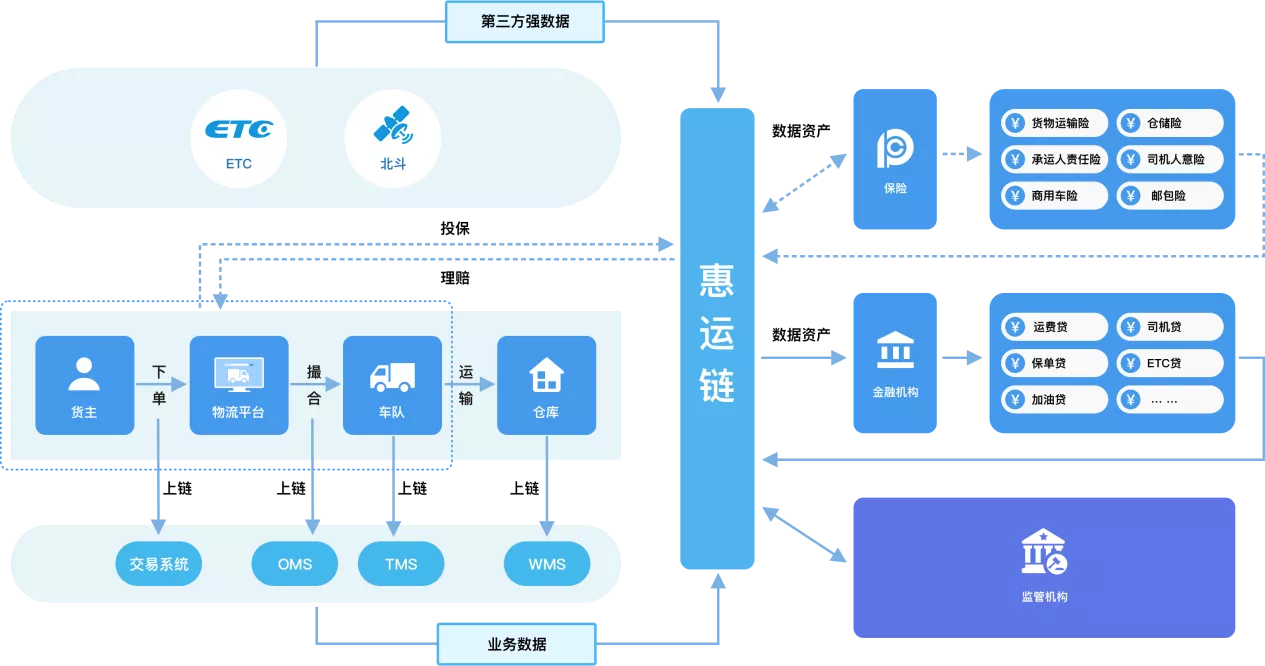 第三方强数据
ETC
ETC
北斗
投保
理赔
货主
下单
物流平台
撮合
车队
运输
仓库
上链
上链
上链
上链
交易系统
OMS
TMS
WMS
业务数据
惠运链
数据资产
保险
¥ 货物运输险
¥ 仓储险
¥ 承运人责任险
¥ 司机人意险
¥ 商用车险
¥ 邮包险
数据资产
金融机构
¥ 运费贷
¥ 司机贷
¥ 保单贷
¥ ETC贷
¥ 加油贷
¥ ... ...
监管机构